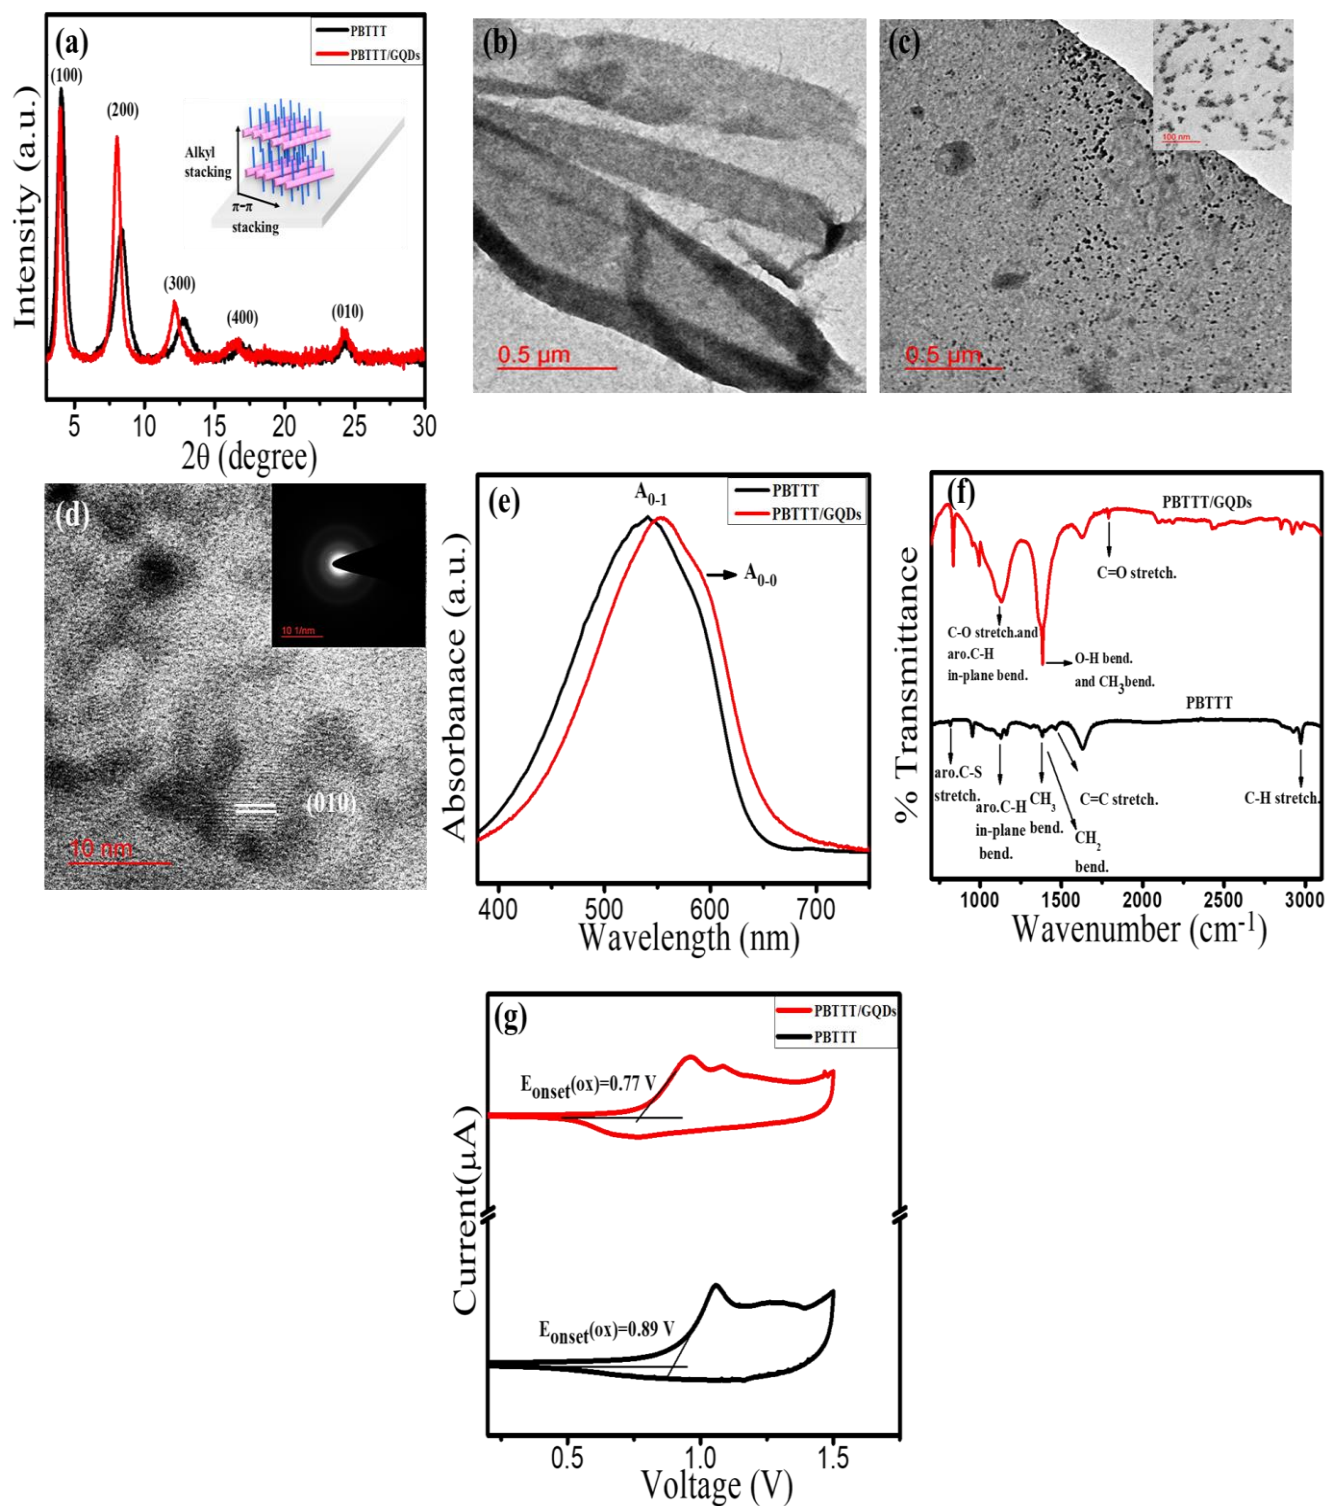 (a)
PBTTT
PBTTT/GQDs
(100)
(200)
(300)
(400)
(010)
Alkyl
stacking
π-π
stacking
Intensity (a.u.)
5 10 15 20 25 30
2θ (degree)
(b)
0.5 µm
(c)
100 nm
0.5 µm
(d)
10 1/nm
(010)
10 nm
(e)
A0-1
PBTTT
PBTTT/GQDs
A0-0
Absorbanace (a.u.)
400 500 600 700
Wavelength (nm)
(f)
PBTTT/GQDs
C=O stretch.
C-O stretch.and
aro.C-H
in-plane bend.
O-H bend.
and CH3bend.
PBTTT
aro.C-S
stretch.
aro.C-H
in-plane
bend.
CH3
bend.
CH2
bend.
C=C stretch.
C-H stretch.
% Transmittance
1000 1500 2000 2500 3000
Wavenumber (cm-1)
(g)
PBTTT/GQDs
PBTTT
Eonset(ox)=0.77 V
Eonset(ox)=0.89 V
Current(µA)
0.5 1.0 1.5
Voltage (V)